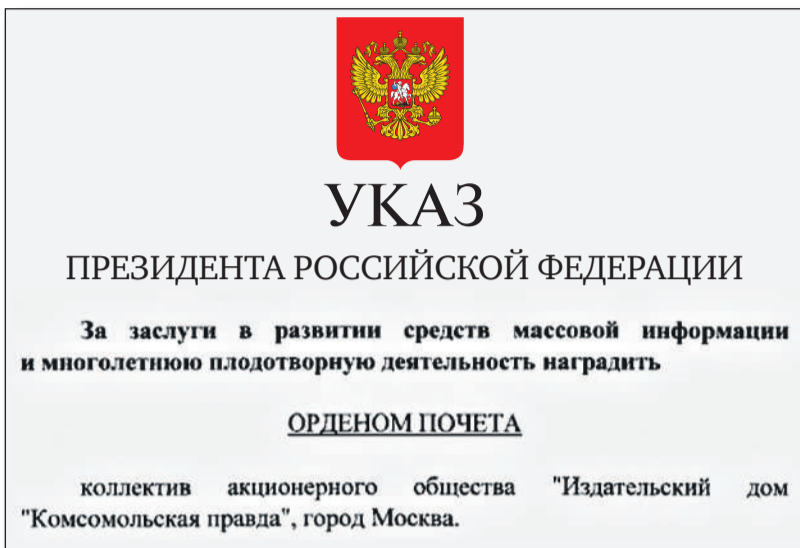 УКАЗ
ПРЕЗИДЕНТА РОССИЙСКОЙ ФЕДЕРАЦИИ
За заслуги в развитии средств массовой информации
и многолетнюю плодотворную деятельность наградить
ОРДЕНОМ ПОЧЕТА
коллектив акционерного общества "Издательский дом
"Комсомольская правда", город Москва.